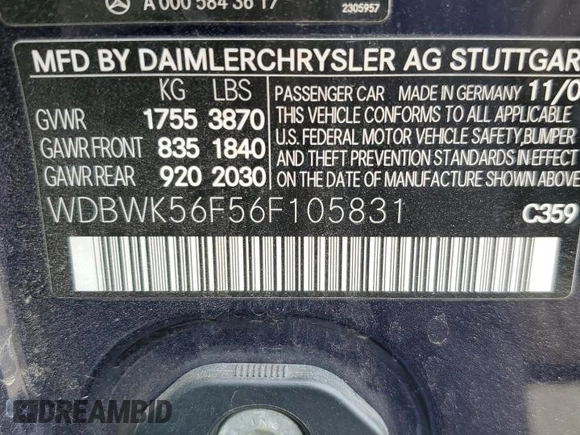 A 000 584 36 17
2305957
MFD BY DAIMLERCHRYSLER AG STUTTGAR
KG LBS
GVWR 1755 3870
GAWR FRONT 835 1840
GAWR REAR 920 2030
PASSENGER CAR MADE IN GERMANY 11/0
THIS VEHICLE CONFORMS TO ALL APPLICABLE
U.S. FEDERAL MOTOR VEHICLE SAFETY, BUMPER
AND THEFT PREVENTION STANDARDS IN EFFECT
ON THE DATE OF MANUFACTURE SHOWN ABOVE
WDBWK56F56F105831
C359
DREAMBID